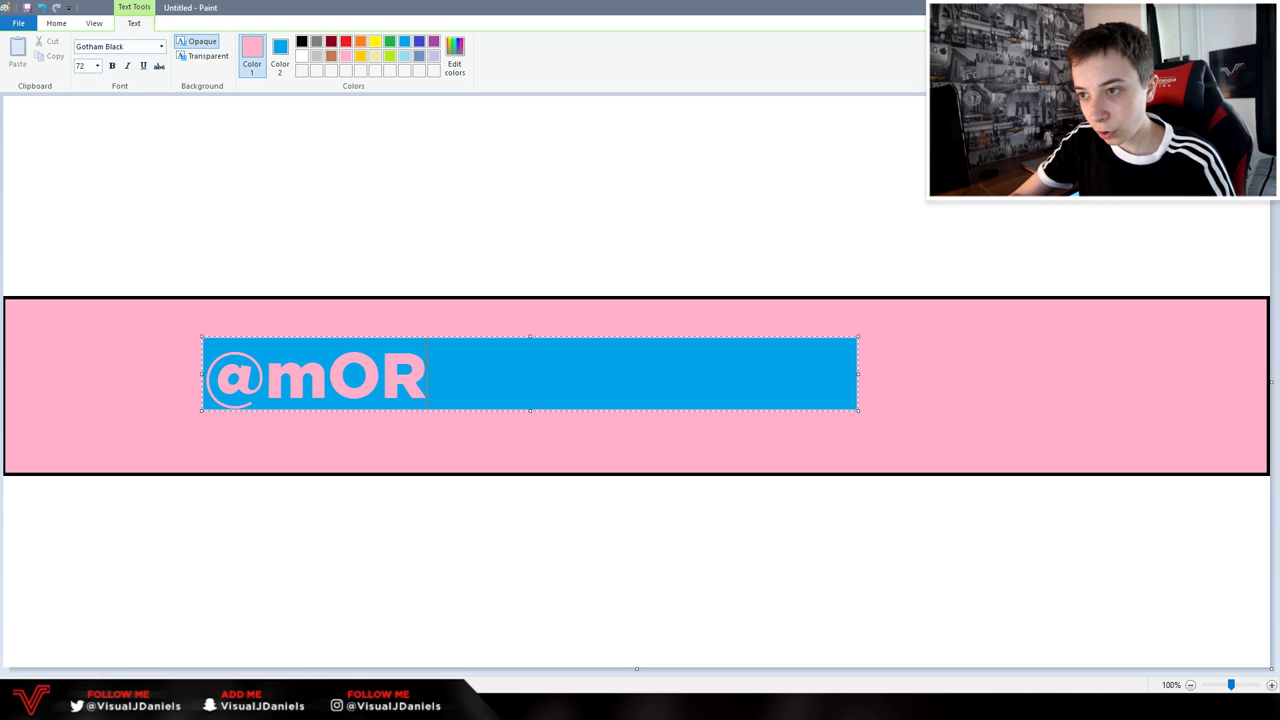 Text Tools
Untitled - Paint
File
Home
View
Text
Paste
Cut
Copy
Gotham Black
72
B
I
U
abc
Opaque
Transparent
Color 1
Color 2
Edit colors
Clipboard
Font
Background
Colors
@mOR
100%
FOLLOW ME
@VisualJDaniels
ADD ME
VisualJDaniels
FOLLOW ME
@VisualJDaniels